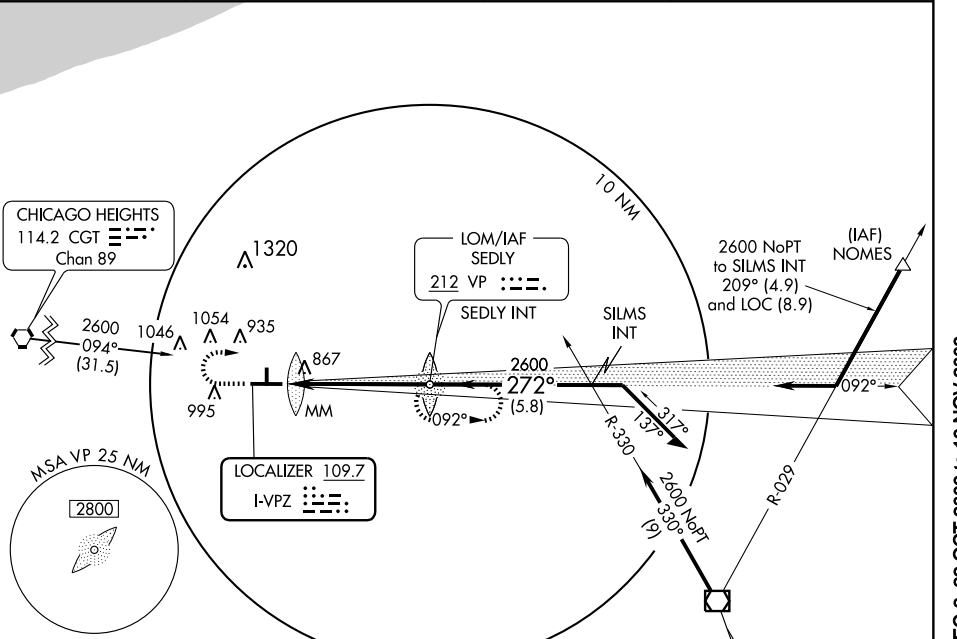 10 NM
CHICAGO HEIGHTS
114.2 CGT
Chan 89
1320
LOM/IAF
SEDLY
212 VP
SEDLY INT
2600 NoPT
to SILMS INT
209° (4.9)
and LOC (8.9)
(IAF)
NOMES
SILMS
INT
2600
094°
(31.5)
1046
1054
935
867
995
MM
2600
272°
(5.8)
092°
092°
317°
137°
R-330
R-029
2600 NoPT
330°
(9)
LOCALIZER 109.7
I-VPZ
MSA VP 25 NM
2800